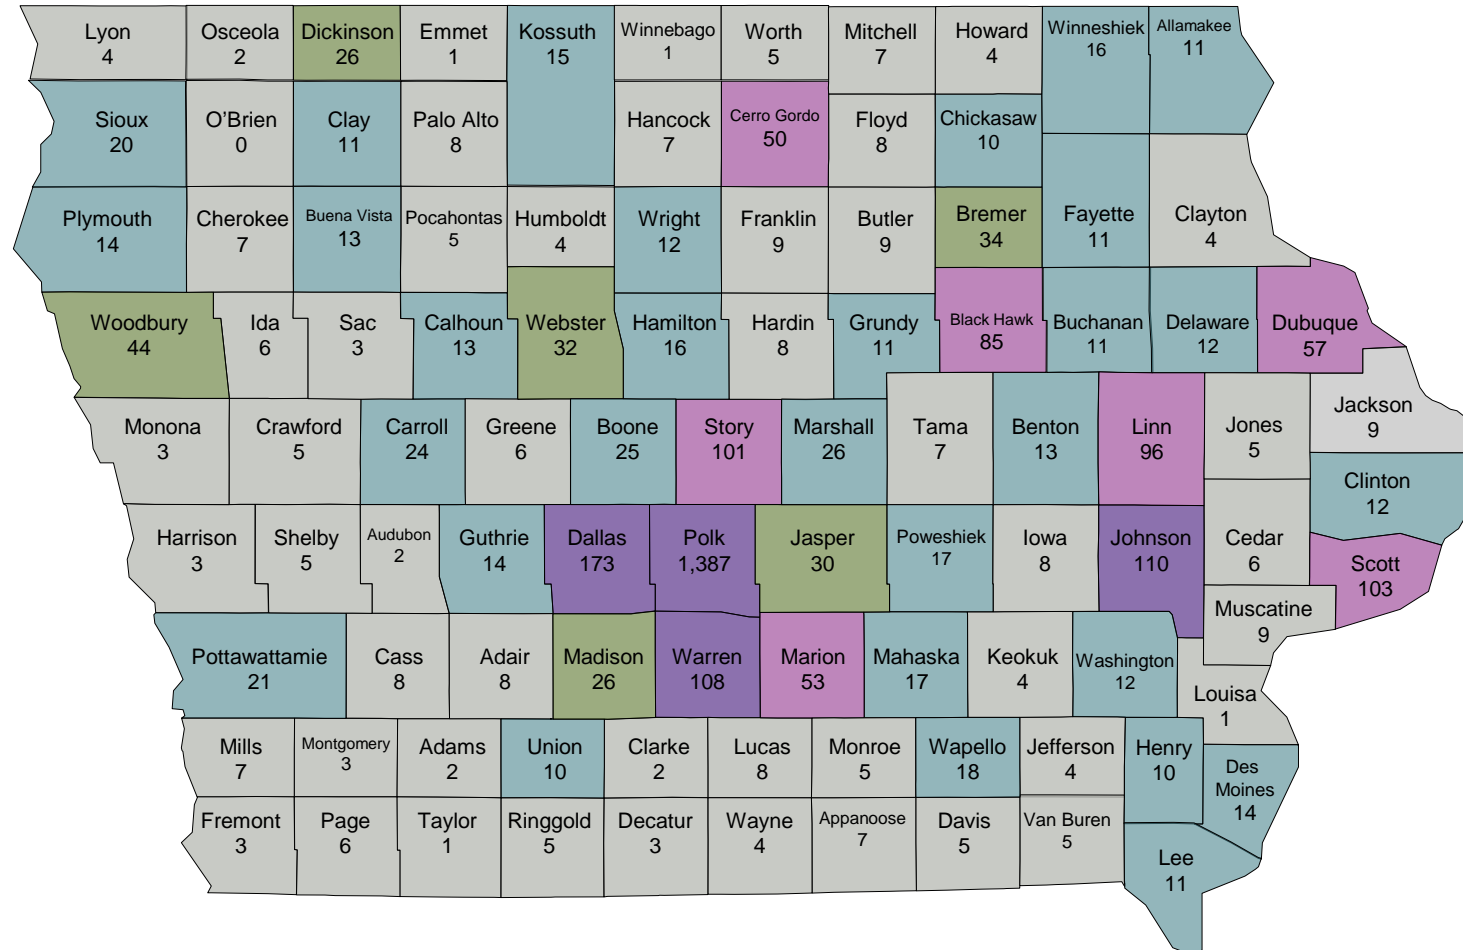 Lyon
4
Osceola
2
Dickinson
26
Emmet
1
Kossuth
15
Winnebago
1
Worth
5
Mitchell
7
Howard
4
Winneshiek
16
Allamakee
11
Sioux
20
O’Brien
0
Clay
11
Palo Alto
8
Hancock
7
Cerro Gordo
50
Floyd
8
Chickasaw
10
Plymouth
14
Cherokee
7
Buena Vista
13
Pocahontas
5
Humboldt
4
Wright
12
Franklin
9
Butler
9
Bremer
34
Fayette
11
Clayton
4
Woodbury
44
Ida
6
Sac
3
Calhoun
13
Webster
32
Hamilton
16
Hardin
8
Grundy
11
Black Hawk
85
Buchanan
11
Delaware
12
Dubuque
57
Monona
3
Crawford
5
Carroll
24
Greene
6
Boone
25
Story
101
Marshall
26
Tama
7
Benton
13
Linn
96
Jones
5
Jackson
9
Clinton
12
Harrison
3
Shelby
5
Audubon
2
Guthrie
14
Dallas
173
Polk
1,387
Jasper
30
Poweshiek
17
Iowa
8
Johnson
110
Cedar
6
Scott
103
Muscatine
9
Pottawattamie
21
Cass
8
Adair
8
Madison
26
Warren
108
Marion
53
Mahaska
17
Keokuk
4
Washington
12
Louisa
1
Mills
7
Montgomery
3
Adams
2
Union
10
Clarke
2
Lucas
8
Monroe
5
Wapello
18
Jefferson
4
Henry
10
Des
Moines
14
Fremont
3
Page
6
Taylor
1
Ringgold
5
Decatur
3
Wayne
4
Appanoose
7
Davis
5
Van Buren
5
Lee
11